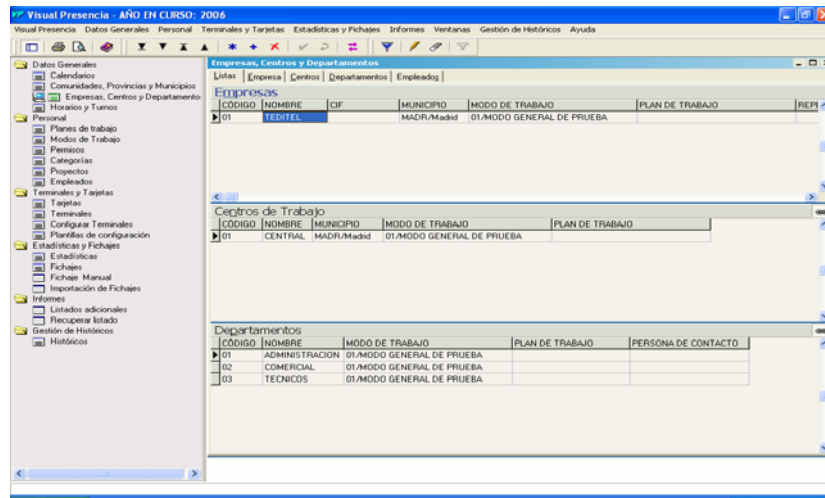 Visual Presencia - AÑO EN CURSO: 2006
Visual Presencia Datos Generales Personal Terminales y Tarjetas Estadísticas y Fichajes Informes Ventanas Gestión de Históricos Ayuda
Datos Generales
Calendarios
Comunidades, Provincias y Municipios
Empresas, Centros y Departamento
Horarios y Turnos
Personal
Planes de trabajo
Modos de Trabajo
Permisos
Categorías
Proyectos
Empleados
Terminales y Tarjetas
Tarjetas
Terminales
Configurar Terminales
Plantillas de configuración
Estadísticas y Fichajes
Estadísticas
Fichajes
Fichaje Manual
Importación de Fichajes
Informes
Listados adicionales
Recuperar listado
Gestión de Históricos
Históricos
Empresas, Centros y Departamentos
Listas Empresa Centros Departamentos Empleados
Empresas
CÓDIGO NOMBRE CIF MUNICIPIO MODO DE TRABAJO PLAN DE TRABAJO REPI
01 TEDITEL MADR/Madrid 01/MODO GENERAL DE PRUEBA
Centros de Trabajo
CÓDIGO NOMBRE MUNICIPIO MODO DE TRABAJO PLAN DE TRABAJO
01 CENTRAL MADR/Madrid 01/MODO GENERAL DE PRUEBA
Departamentos
CÓDIGO NOMBRE MODO DE TRABAJO PLAN DE TRABAJO PERSONA DE CONTACTO
01 ADMINISTRACION 01/MODO GENERAL DE PRUEBA
02 COMERCIAL 01/MODO GENERAL DE PRUEBA
03 TECNICOS 01/MODO GENERAL DE PRUEBA